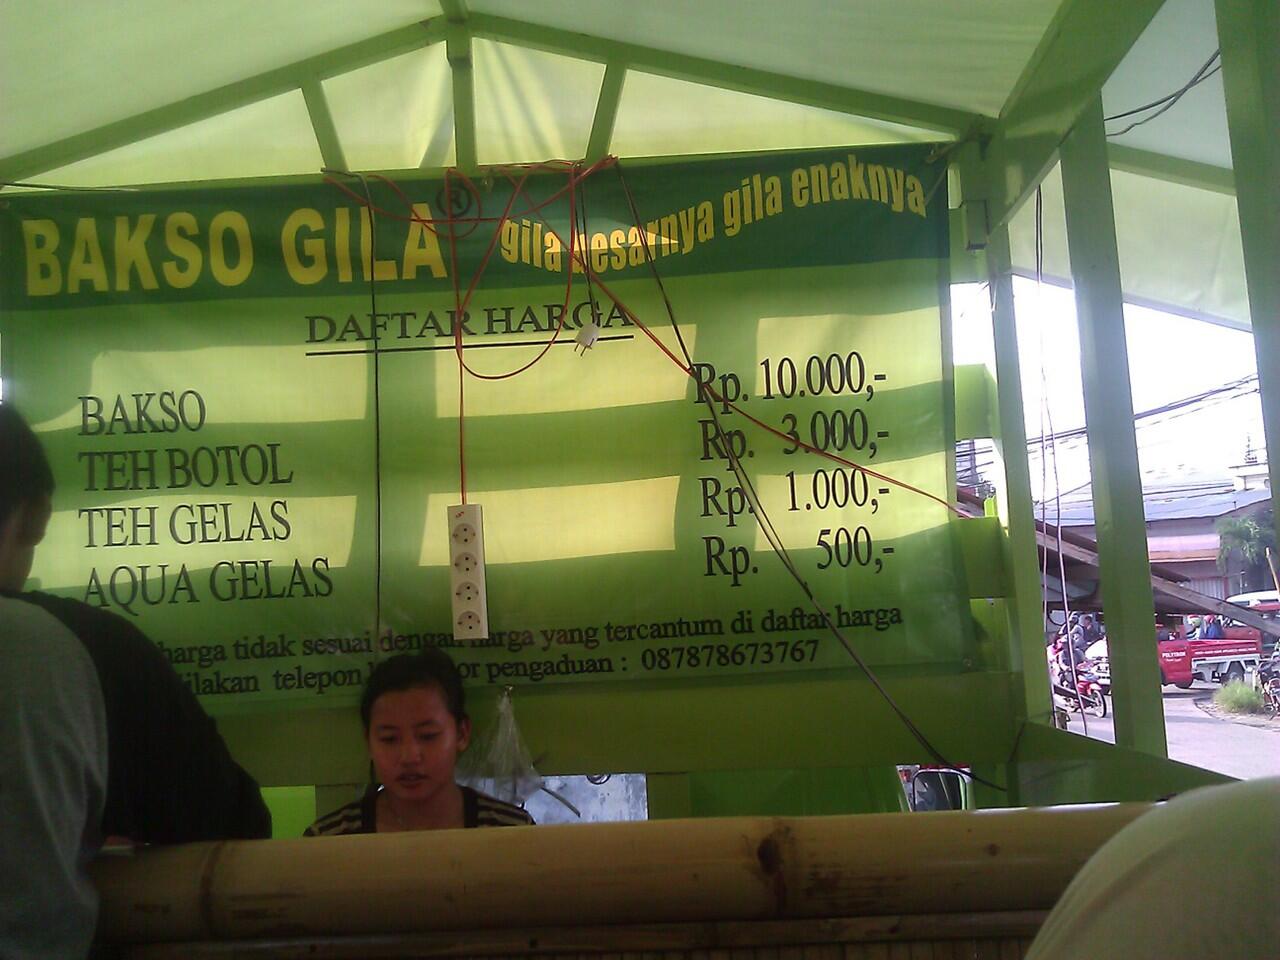 BAKSO GILA® gila besarnya gila enaknya
DAFTAR HARGA
BAKSO Rp. 10.000,-
TEH BOTOL Rp. 3.000,-
TEH GELAS Rp. 1.000,-
AQUA GELAS Rp. 500,-
harga tidak sesuai dengan harga yang tercantum di daftar harga
telepon pengaduan : 087878673767
POLYTRON